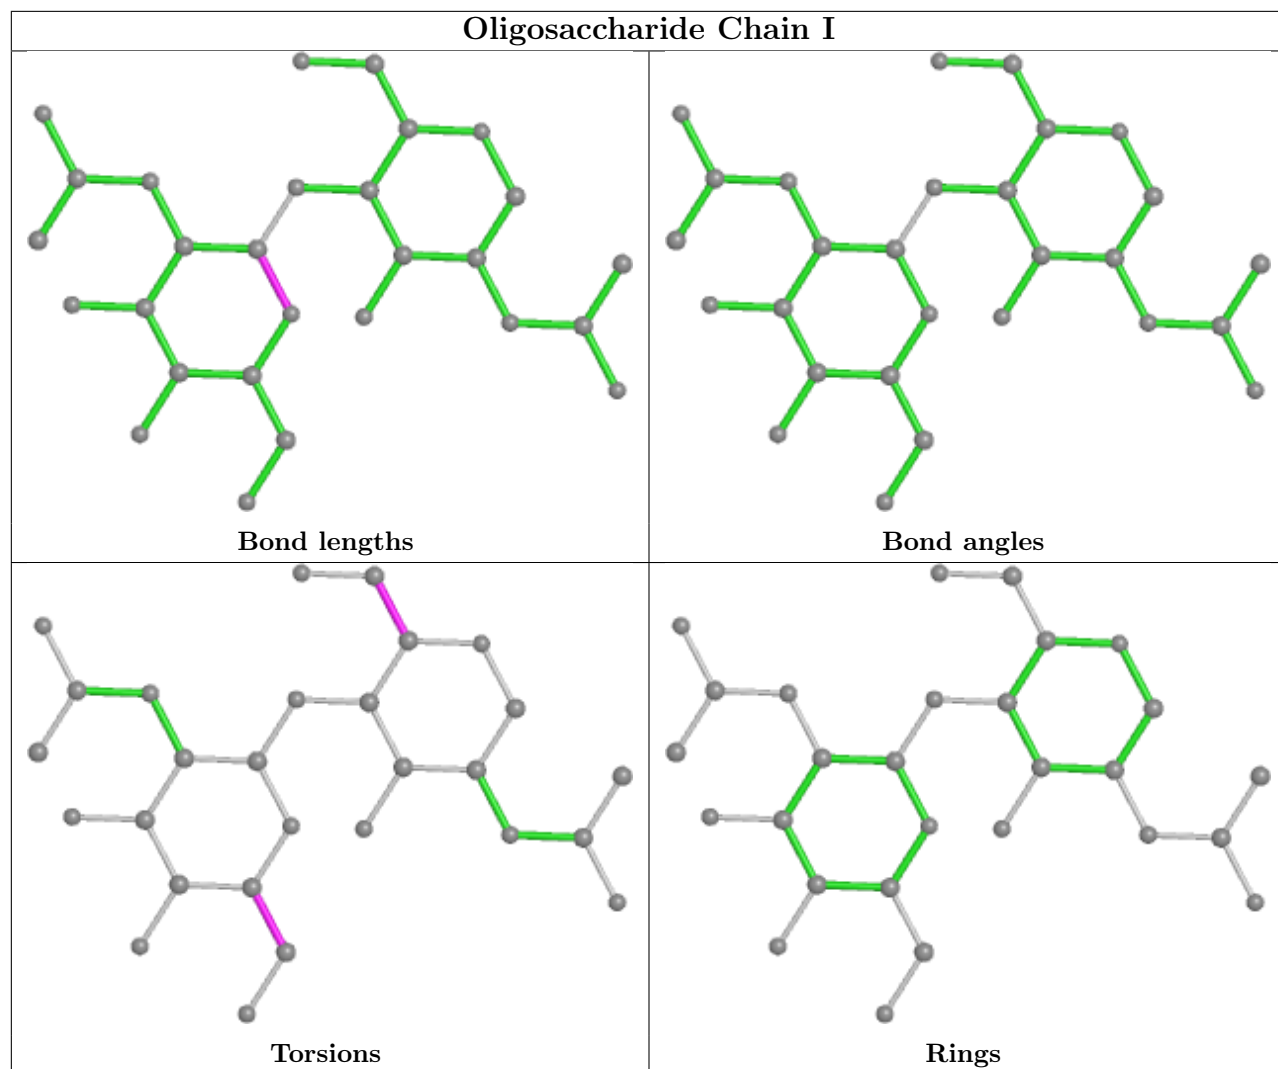 Oligosaccharide Chain I
Bond lengths
Bond angles
Torsions
Rings